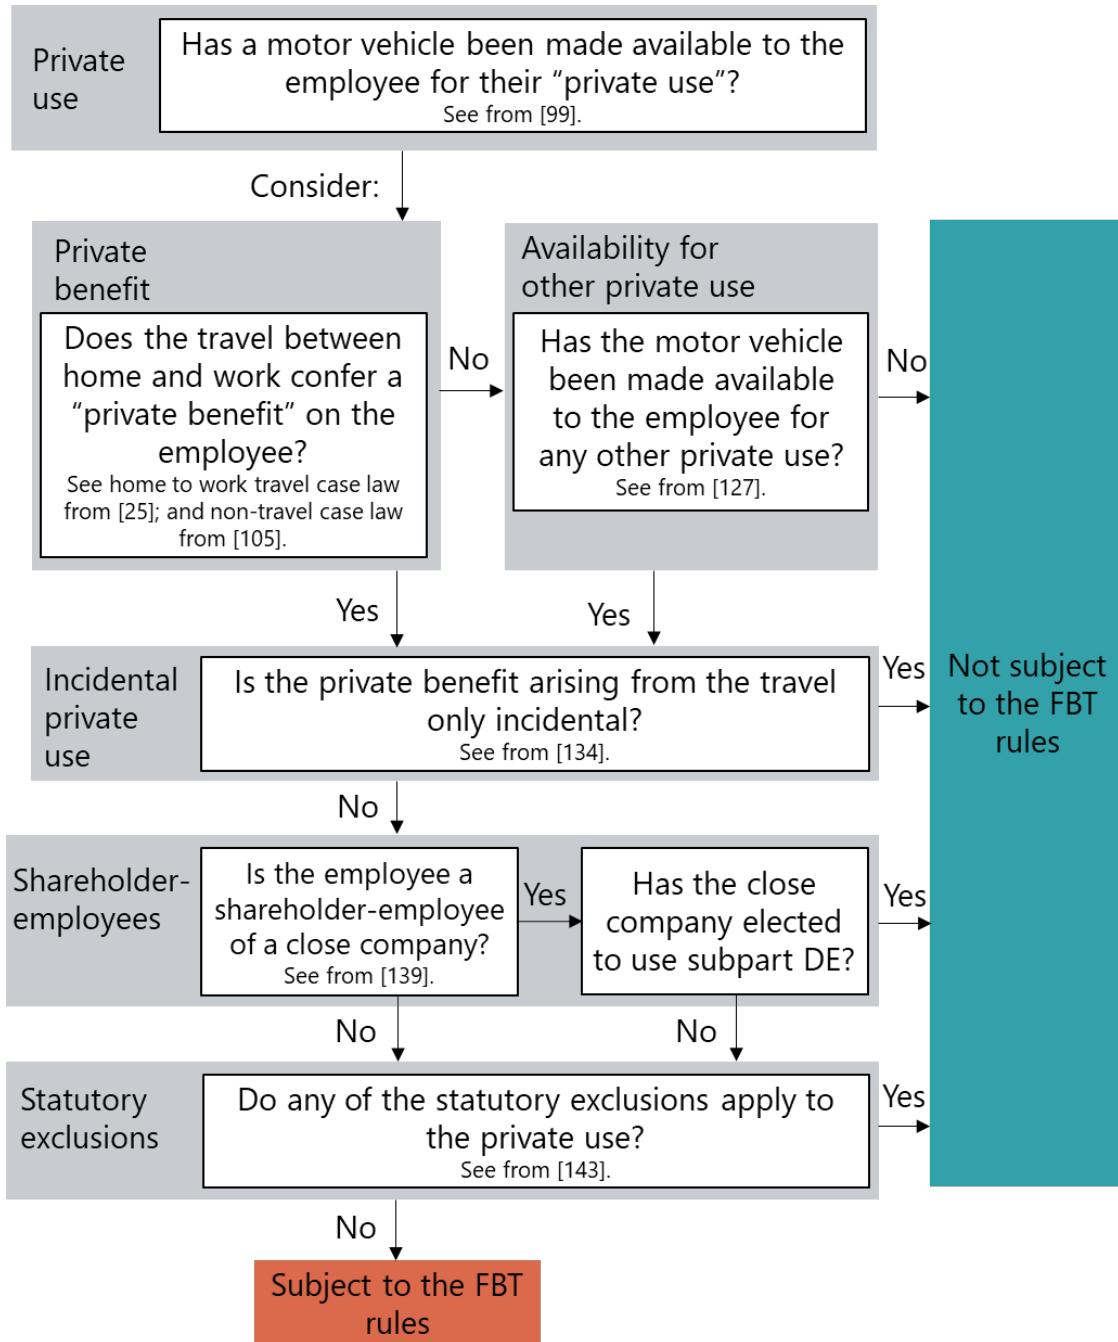 Private
use
Has a motor vehicle been made available to the
employee for their “private use”?
See from [99].
Consider:
Private
benefit
Does the travel between
home and work confer a
“private benefit” on the
employee?
See home to work travel case law
from [25]; and non-travel case law
from [105].
No
Availability for
other private use
Has the motor vehicle
been made available
to the employee for
any other private use?
See from [127].
No
Yes
Yes
Incidental
private
use
Is the private benefit arising from the travel
only incidental?
See from [134].
Yes
Not subject
to the FBT
rules
No
Shareholder-
employees
Is the employee a
shareholder-employee
of a close company?
See from [139].
Yes
Has the close
company elected
to use subpart DE?
Yes
No
No
Statutory
exclusions
Do any of the statutory exclusions apply to
the private use?
See from [143].
Yes
No
Subject to the FBT
rules